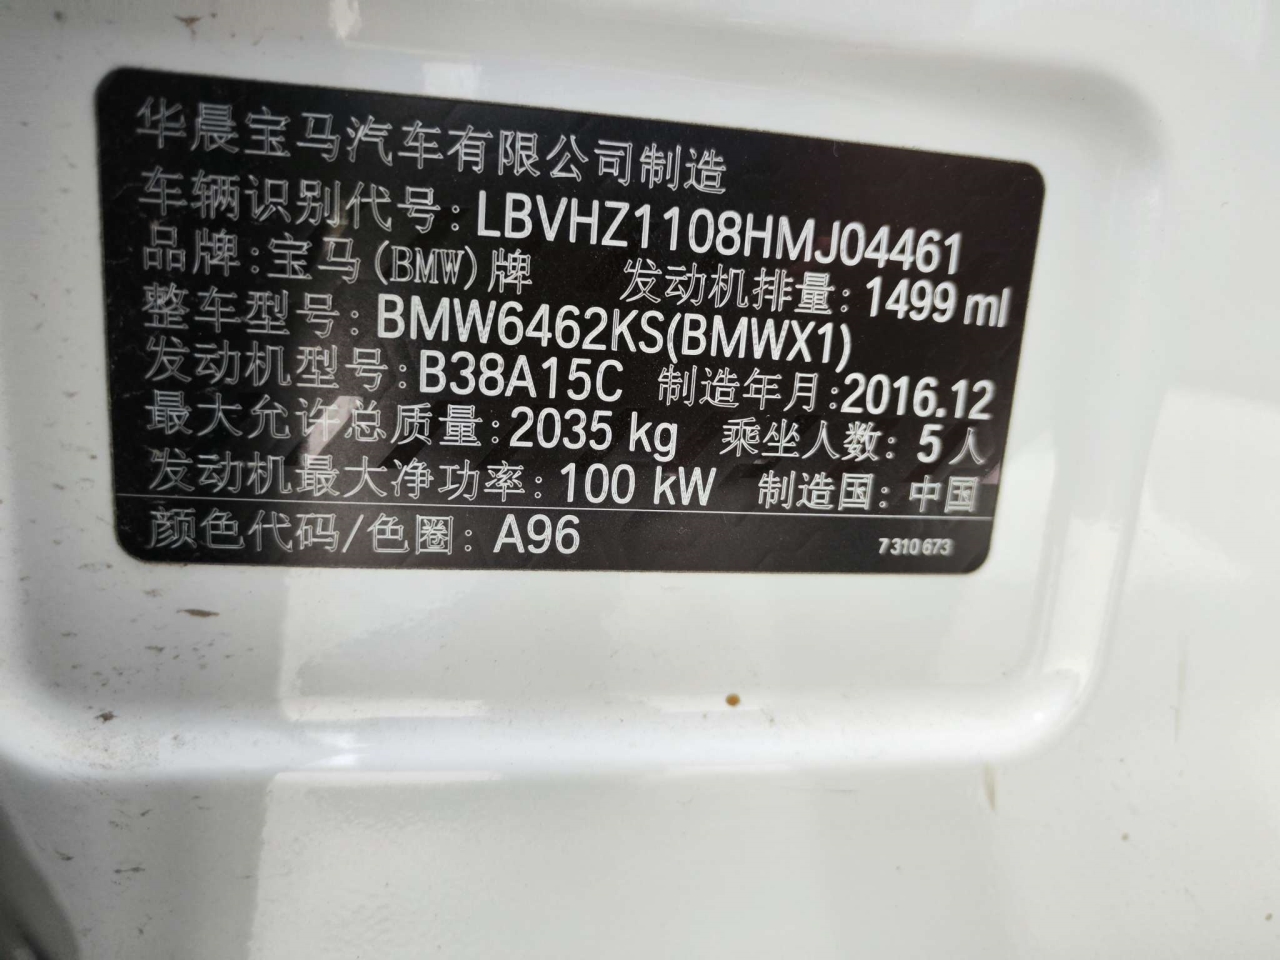 华晨宝马汽车有限公司制造
车辆识别代号: LBVHZ1108HMJ04461
品牌: 宝马(BMW)牌 发动机排量: 1499 ml
整车型号: BMW6462KS(BMWX1)
发动机型号: B38A15C 制造年月: 2016.12
最大允许总质量: 2035 kg 乘坐人数: 5人
发动机最大净功率: 100 kW 制造国: 中国
颜色代码/色圈: A96 7310673